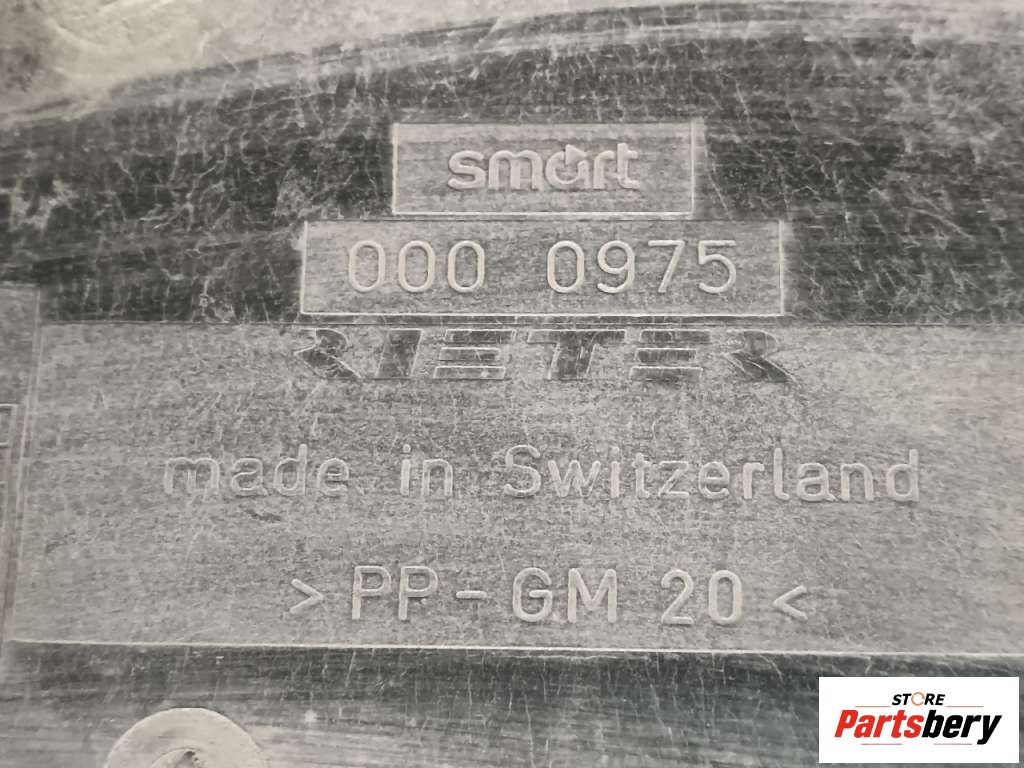 smart
000 0975
RIETER
made in Switzerland
>PP-GM 20<
STORE
Partsbery